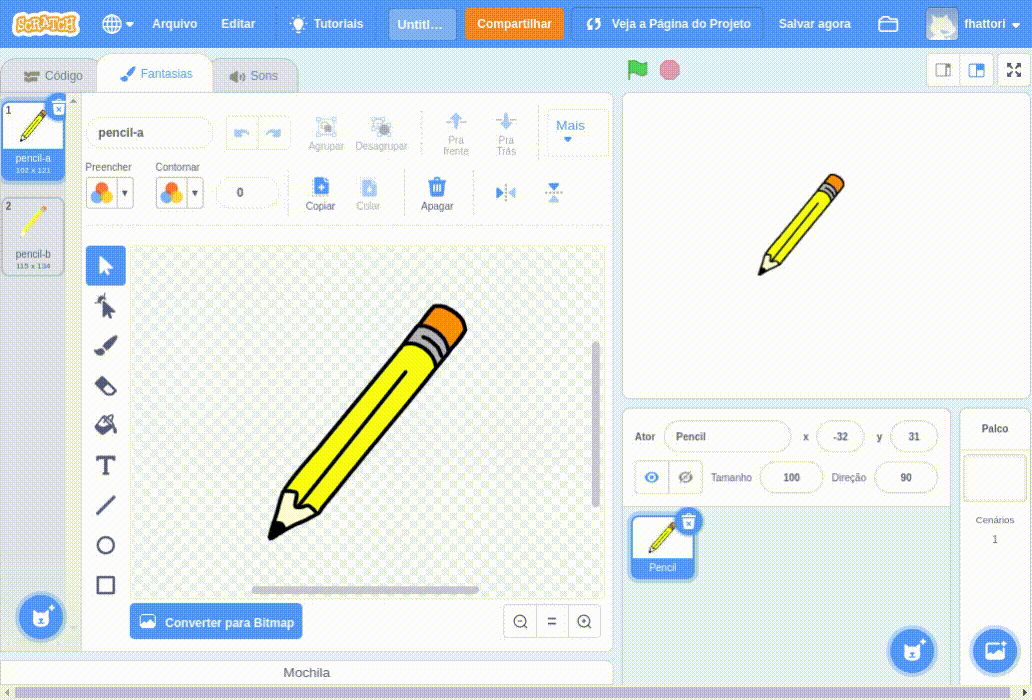 SCRATCH
Arquivo
Editar
Tutoriais
Untitl...
Compartilhar
Veja a Página do Projeto
Salvar agora
fhattori
Código
Fantasias
Sons
1
pencil-a
102 x 121
2
pencil-b
115 x 134
pencil-a
Agrupar
Desagrupar
Pra frente
Pra Trás
Mais
Preencher
Contornar
0
Copiar
Colar
Apagar
Converter para Bitmap
Mochila
Ator
Pencil
x
-32
y
31
Tamanho
100
Direção
90
Pencil
Palco
Cenários
1